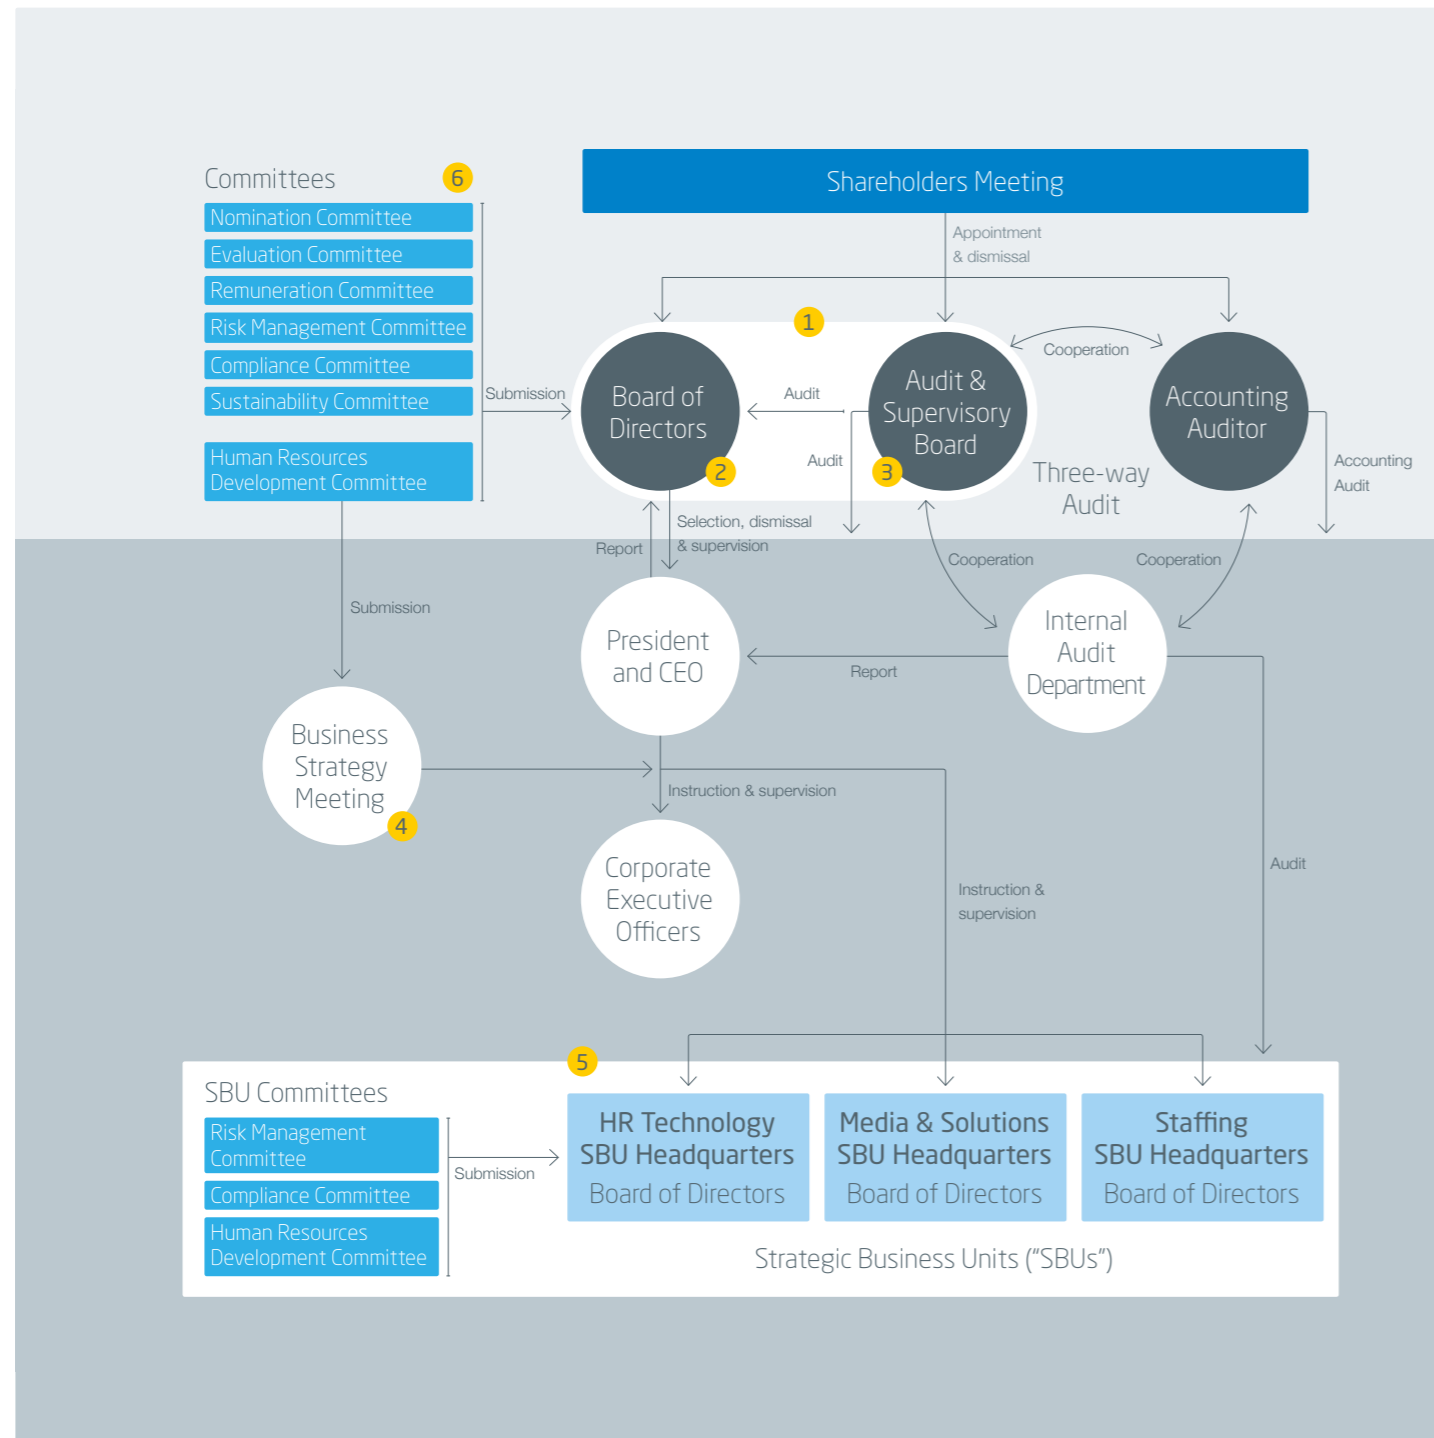 Committees
6
Nomination Committee
Evaluation Committee
Remuneration Committee
Risk Management Committee
Compliance Committee
Sustainability Committee
Human Resources
Development Committee
Submission
Submission
Shareholders Meeting
Appointment
& dismissal
1
Board of
Directors
2
Audit
Audit
Audit &
Supervisory
Board
3
Cooperation
Accounting
Auditor
Three-way
Audit
Accounting
Audit
Report
Selection, dismissal
& supervision
Cooperation
Cooperation
President
and CEO
Report
Internal
Audit
Department
Business
Strategy
Meeting
4
Instruction & supervision
Corporate
Executive
Officers
Instruction &
supervision
Audit
5
SBU Committees
Risk Management
Committee
Compliance Committee
Human Resources
Development Committee
Submission
HR Technology
SBU Headquarters
Board of Directors
Media & Solutions
SBU Headquarters
Board of Directors
Staffing
SBU Headquarters
Board of Directors
Strategic Business Units ("SBUs")